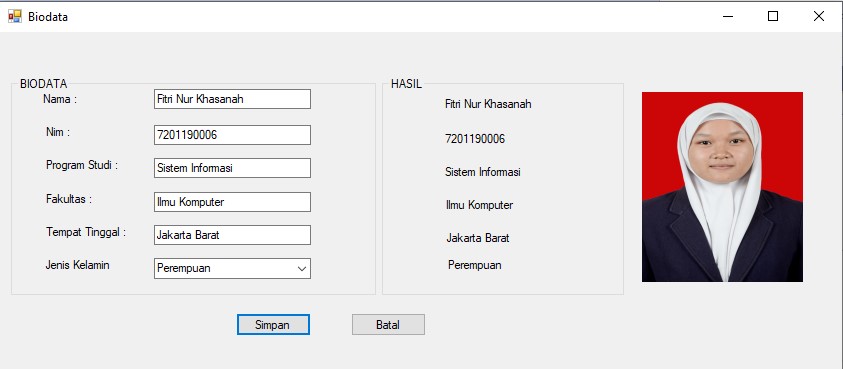 Biodata
BIODATA
Nama : Fitri Nur Khasanah
Nim : 7201190006
Program Studi : Sistem Informasi
Fakultas : Ilmu Komputer
Tempat Tinggal : Jakarta Barat
Jenis Kelamin Perempuan
HASIL
Fitri Nur Khasanah
7201190006
Sistem Informasi
Ilmu Komputer
Jakarta Barat
Perempuan
Simpan Batal